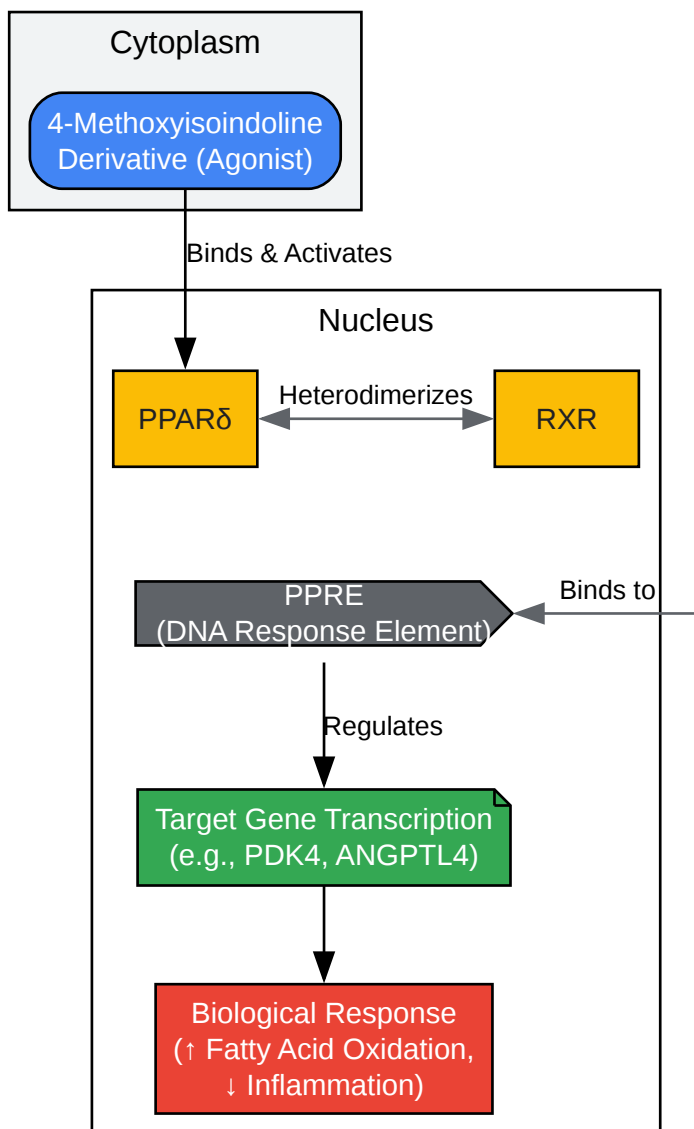 Cytoplasm
4-Methoxyisoindoline
Derivative (Agonist)
Binds & Activates
Nucleus
PPARδ
Heterodimerizes
RXR
PPRE
(DNA Response Element)
Binds to
Regulates
Target Gene Transcription
(e.g., PDK4, ANGPTL4)
Biological Response
(↑ Fatty Acid Oxidation,
↓ Inflammation)